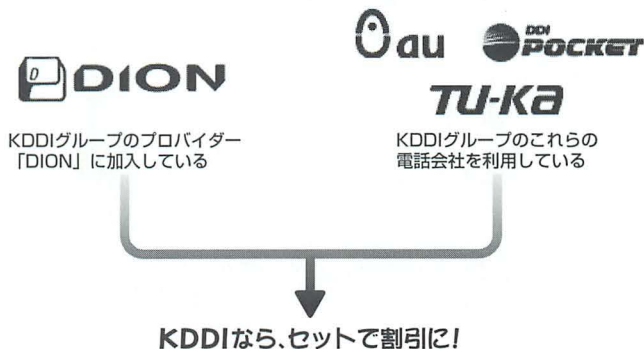 DION
KDDIグループのプロバイダー
「DION」に加入している
au
DDI
POCKET
TU-Ka
KDDIグループのこれらの
電話会社を利用している
KDDIなら、セットで割引に!